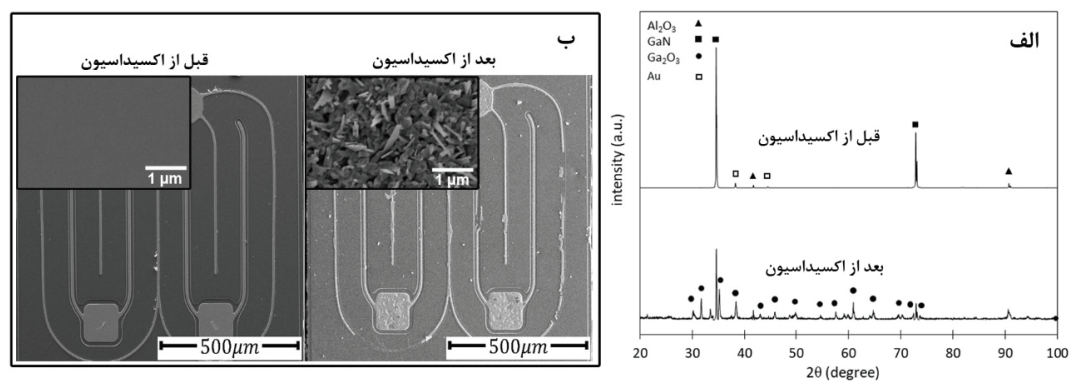 ب
قبل از اکسیداسیون
بعد از اکسیداسیون
1 µm
1 µm
500µm
500µm
الف
Al₂O₃
GaN
Ga₂O₃
Au
قبل از اکسیداسیون
بعد از اکسیداسیون
intensity (a.u.)
20 30 40 50 60 70 80 90 100
2θ (degree)